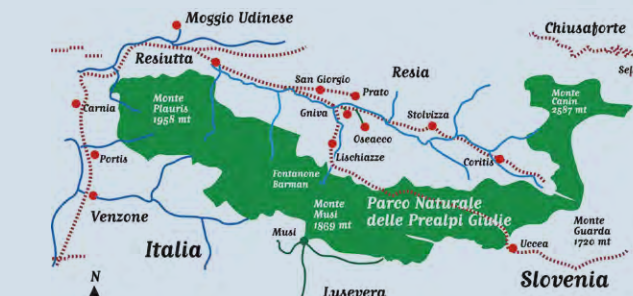 Moggio Udinese
Chiusaforte
Resiutta
Resia
San Giorgio
Prato
Carnia
Monte
Plauris
1958 mt
Gniva
Stolvizza
Monte
Canin
2587 mt
Oseacco
Portis
Lischiazze
Coritis
Fontanone
Barman
Venzone
Monte
Musi
1869 mt
Parco Naturale
delle Prealpi Giulie
Monte
Guarda
1720 mt
Musi
Uccea
Italia
Slovenia
N
Lusevera